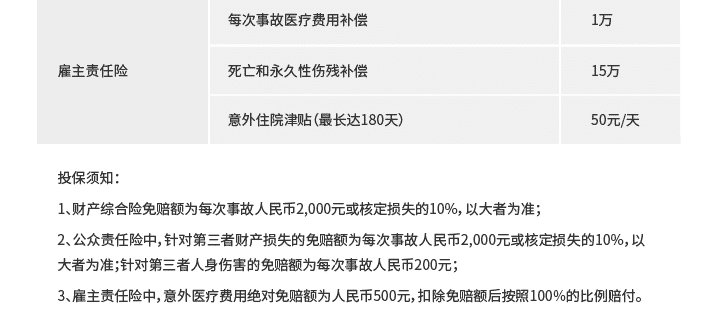 每次事故医疗费用补偿 1万
雇主责任险 死亡和永久性伤残补偿 15万
意外住院津贴（最长达180天） 50元/天
投保须知：
1、财产综合险免赔额为每次事故人民币2,000元或核定损失的10%，以大者为准；
2、公众责任险中，针对第三者财产损失的免赔额为每次事故人民币2,000元或核定损失的10%，以
大者为准；针对第三者人身伤害的免赔额为每次事故人民币200元；
3、雇主责任险中，意外医疗费用绝对免赔额为人民币500元，扣除免赔额后按照100%的比例赔付。